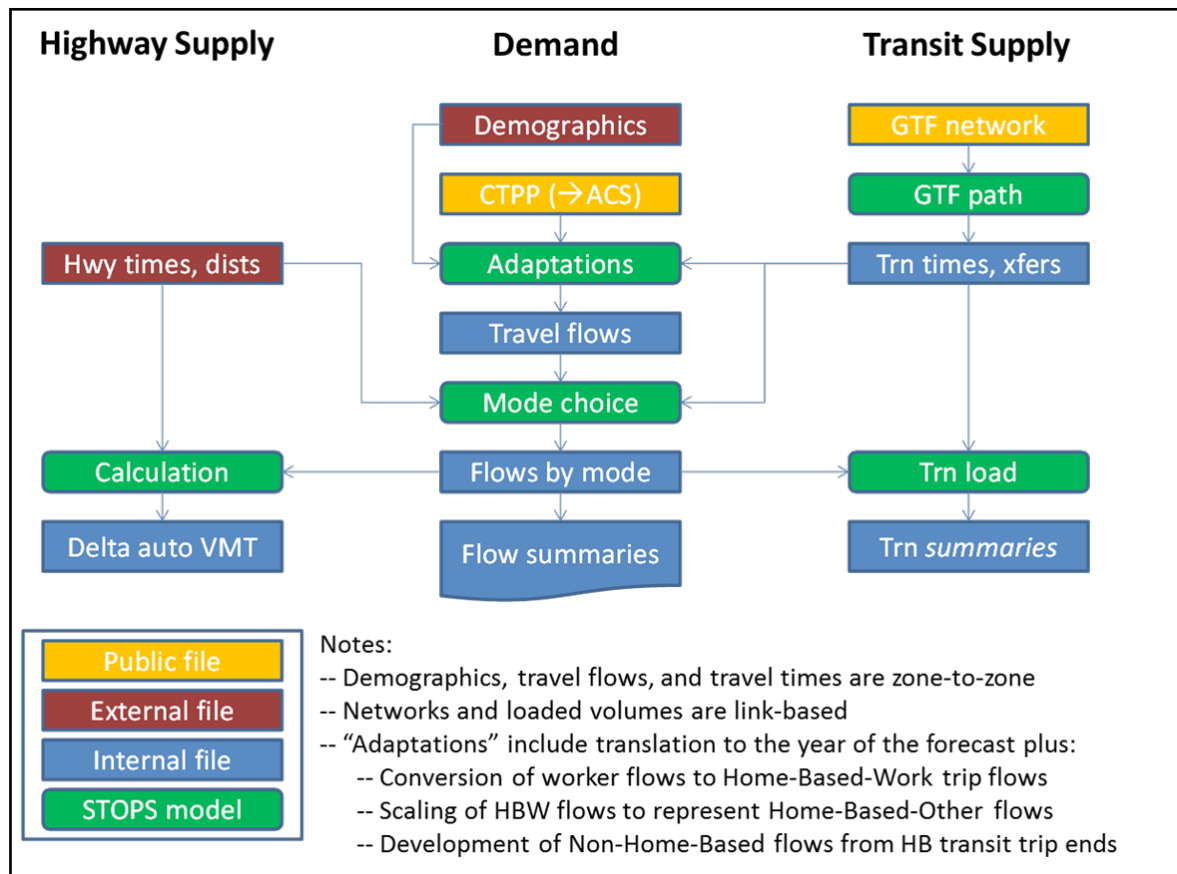 Highway Supply
Demand
Transit Supply
Demographics
GTF network
CTPP (→ACS)
GTF path
Hwy times, dists
Adaptations
Trn times, xfers
Travel flows
Mode choice
Calculation
Flows by mode
Trn load
Delta auto VMT
Flow summaries
Trn summaries
Public file
External file
Internal file
STOPS model
Notes:
-- Demographics, travel flows, and travel times are zone-to-zone
-- Networks and loaded volumes are link-based
-- “Adaptations” include translation to the year of the forecast plus:
-- Conversion of worker flows to Home-Based-Work trip flows
-- Scaling of HBW flows to represent Home-Based-Other flows
-- Development of Non-Home-Based flows from HB transit trip ends